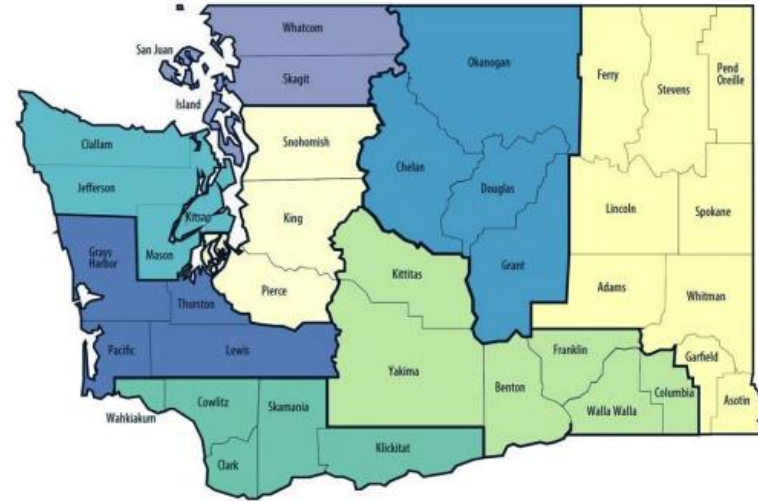 Whatcom
San Juan
Skagit
Island
Okanogan
Ferry
Stevens
Pend
Oreille
Clallam
Snohomish
Jefferson
Chelan
Douglas
Kitsap
King
Lincoln
Spokane
Grays
Harbor
Mason
Kittitas
Grant
Thurston
Pierce
Adams
Whitman
Pacific
Lewis
Yakima
Benton
Franklin
Garfield
Columbia
Asotin
Wahkiakum
Cowlitz
Skamania
Walla Walla
Klickitat
Clark